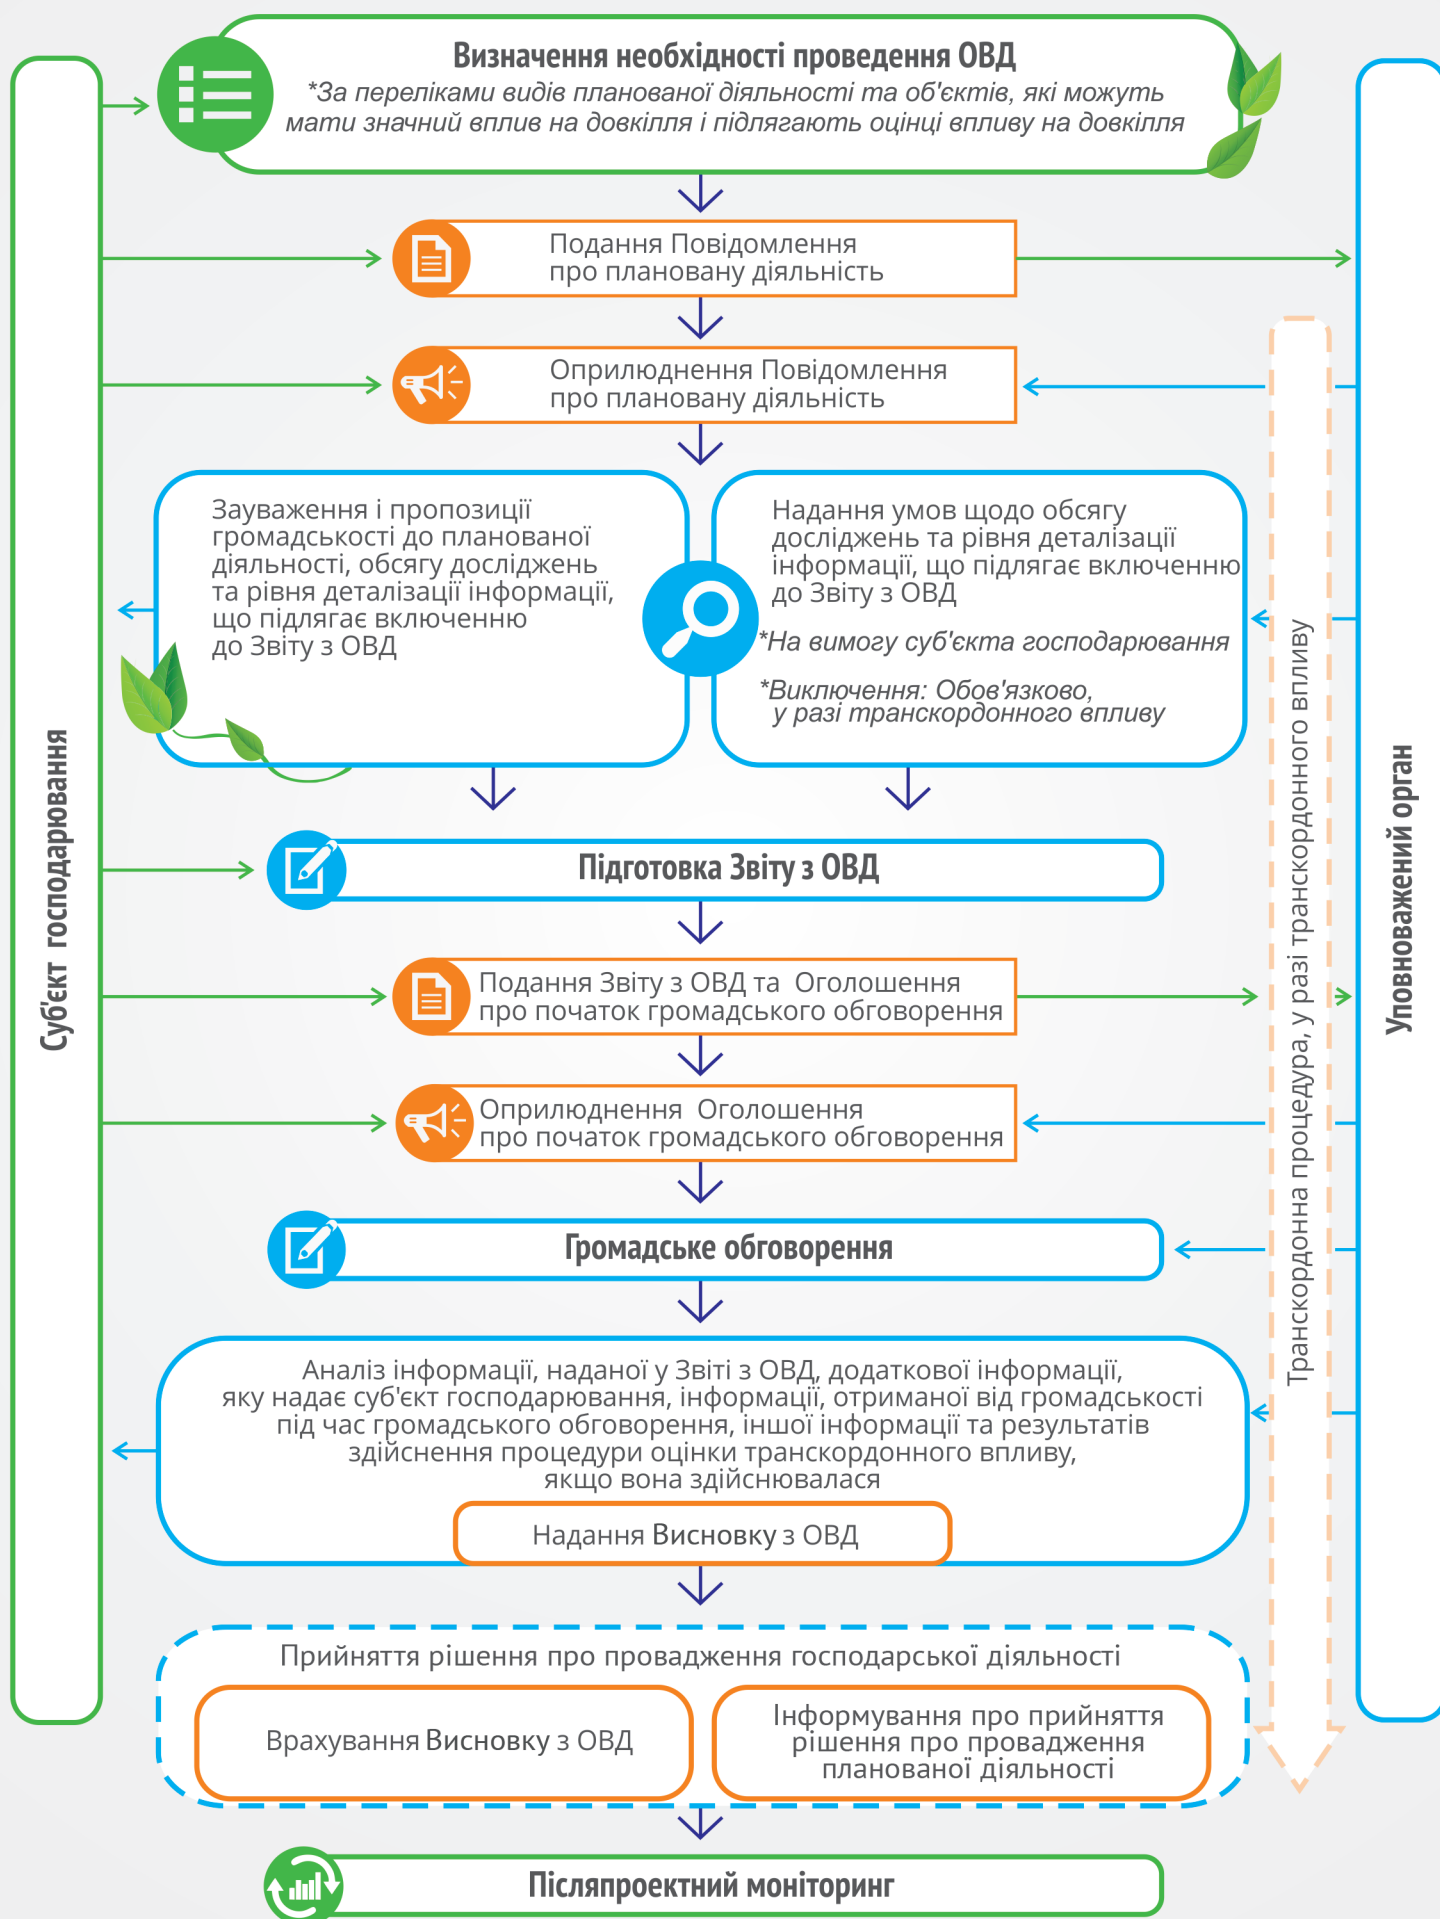 Визначення необхідності проведення ОВД
*За переліками видів планованої діяльності та об'єктів, які можуть
мати значний вплив на довкілля і підлягають оцінці впливу на довкілля
Подання Повідомлення
про плановану діяльність
Оприлюднення Повідомлення
про плановану діяльність
Зауваження і пропозиції
громадськості до планованої
діяльності, обсягу досліджень
та рівня деталізації інформації,
що підлягає включенню
до Звіту з ОВД
Надання умов щодо обсягу
досліджень та рівня деталізації
інформації, що підлягає включенню
до Звіту з ОВД
*На вимогу суб'єкта господарювання
*Виключення: Обов'язково,
у разі транскордонного впливу
Підготовка Звіту з ОВД
Подання Звіту з ОВД та Оголошення
про початок громадського обговорення
Оприлюднення Оголошення
про початок громадського обговорення
Громадське обговорення
Аналіз інформації, наданої у Звіті з ОВД, додаткової інформації,
яку надає суб'єкт господарювання, інформації, отриманої від громадськості
під час громадського обговорення, іншої інформації та результатів
здійснення процедури оцінки транскордонного впливу,
якщо вона здійснювалася
Надання Висновку з ОВД
Прийняття рішення про провадження господарської діяльності
Врахування Висновку з ОВД
Інформування про прийняття
рішення про провадження
планованої діяльності
Післяпроектний моніторинг
Суб'єкт господарювання
Транскордонна процедура, у разі транскордонного впливу
Уповноважений орган